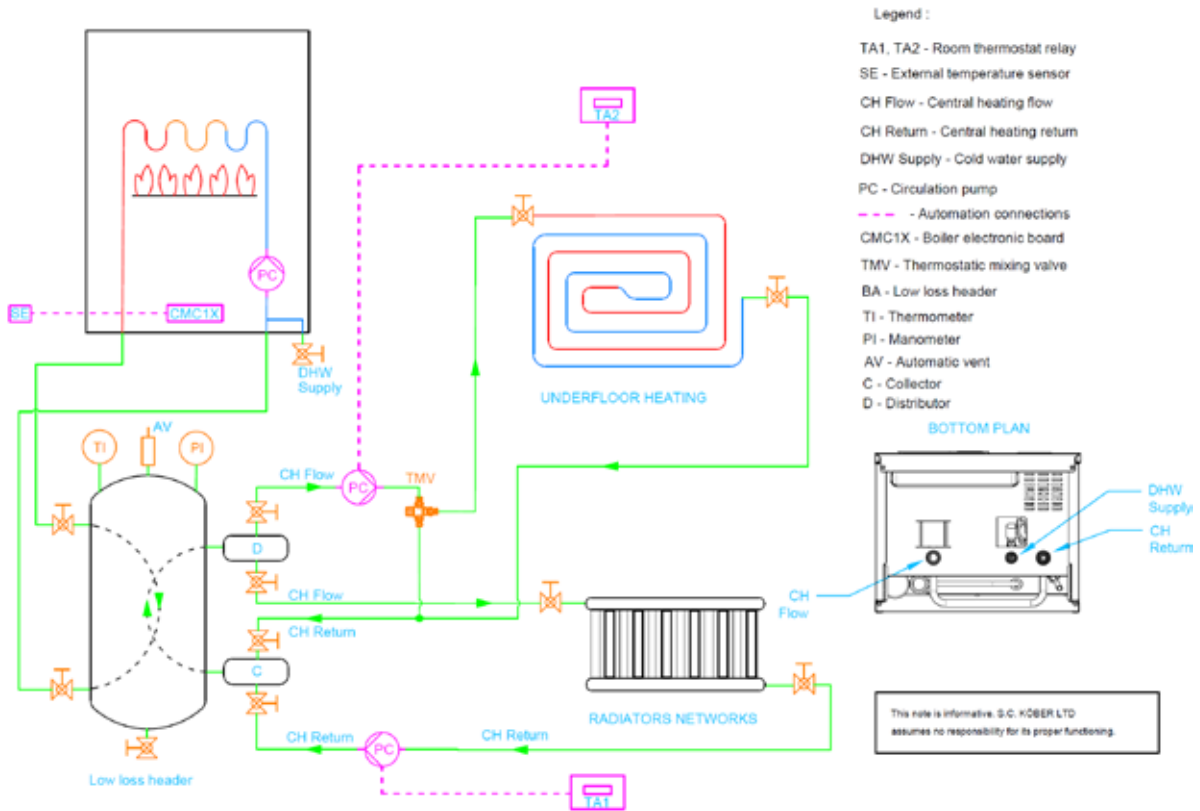 Legend :
TA1, TA2 - Room thermostat relay
SE - External temperature sensor
CH Flow - Central heating flow
CH Return - Central heating return
DHW Supply - Cold water supply
PC - Circulation pump
- Automation connections
CMC1X - Boiler electronic board
TMV - Thermostatic mixing valve
BA - Low loss header
TI - Thermometer
PI - Manometer
AV - Automatic vent
C - Collector
D - Distributor
TA2
PC
SE
CMC1X
DHW
Supply
UNDERFLOOR HEATING
BOTTOM PLAN
AV
TI
PI
CH Flow
PC
TMV
DHW
Supply
CH
Return
D
CH Flow
CH
Flow
CH Return
C
RADIATORS NETWORKS
This note is informative. S.C. KÖBER LTD
assumes no responsibility for its proper functioning.
CH Return
PC
CH Return
Low loss header
TA1